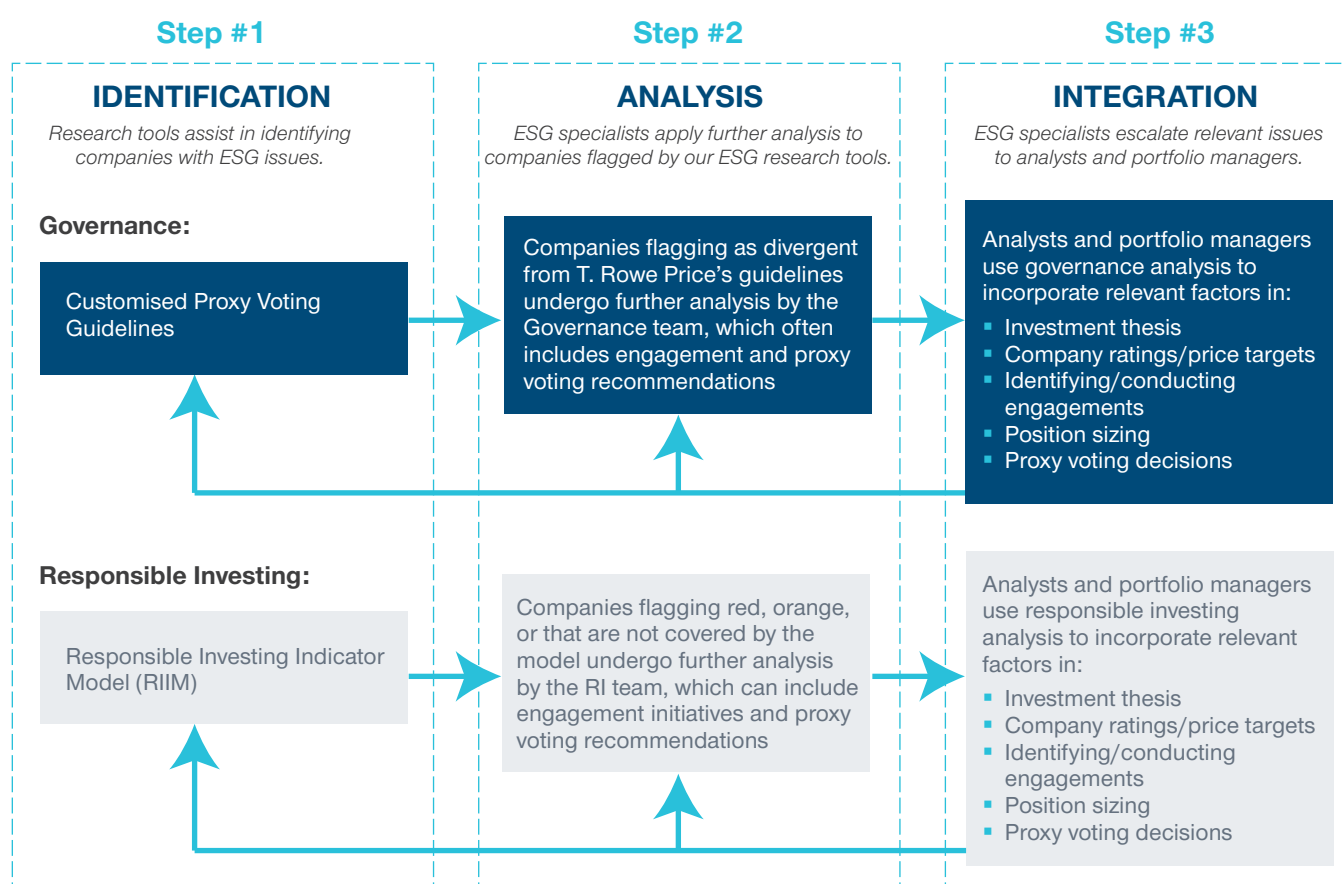 Step #1
Step #2
Step #3
IDENTIFICATION
Research tools assist in identifying
companies with ESG issues.
ANALYSIS
ESG specialists apply further analysis to
companies flagged by our ESG research tools.
INTEGRATION
ESG specialists escalate relevant issues
to analysts and portfolio managers.
Governance:
Customised Proxy Voting
Guidelines
Companies flagging as divergent
from T. Rowe Price’s guidelines
undergo further analysis by the
Governance team, which often
includes engagement and proxy
voting recommendations
Analysts and portfolio managers
use governance analysis to
incorporate relevant factors in:
▪ Investment thesis
▪ Company ratings/price targets
▪ Identifying/conducting
engagements
▪ Position sizing
▪ Proxy voting decisions
Responsible Investing:
Responsible Investing Indicator
Model (RIIM)
Companies flagging red, orange,
or that are not covered by the
model undergo further analysis
by the RI team, which can include
engagement initiatives and proxy
voting recommendations
Analysts and portfolio managers
use responsible investing
analysis to incorporate relevant
factors in:
▪ Investment thesis
▪ Company ratings/price targets
▪ Identifying/conducting
engagements
▪ Position sizing
▪ Proxy voting decisions